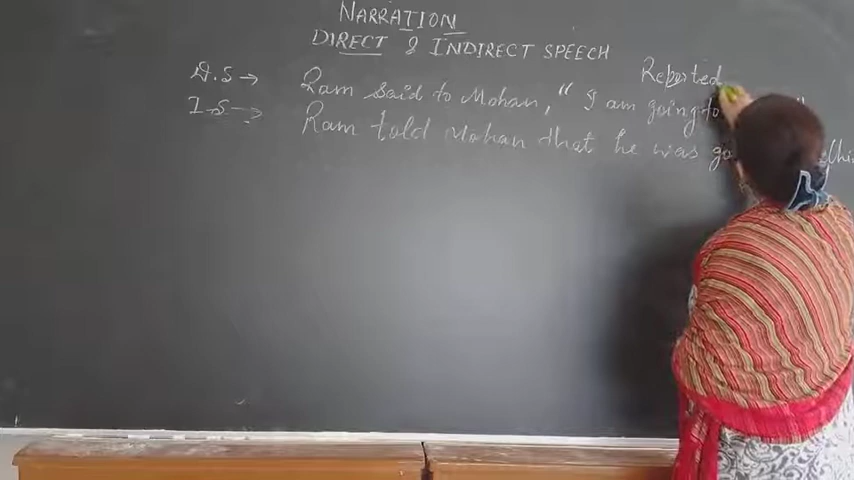 NARRATION
DIRECT & INDIRECT SPEECH
Reported
D.S → Ram said to Mohan, “I am going to
I.S → Ram told Mohan that he was